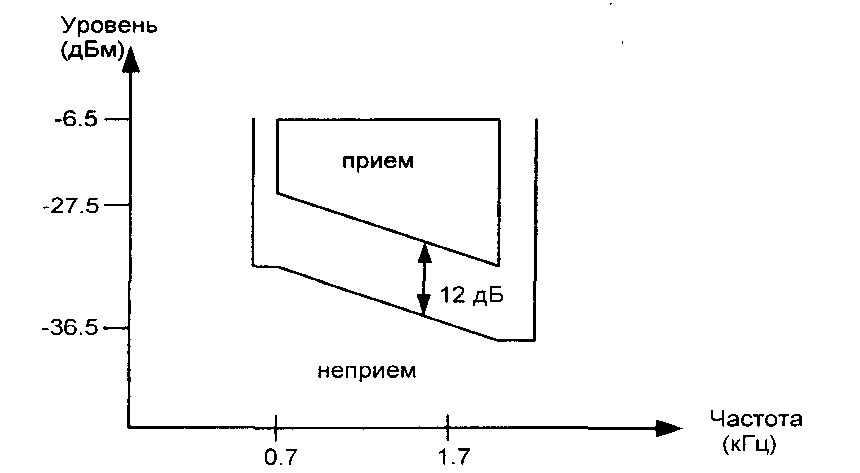 Уровень
(дБм)
-6.5
прием
-27.5
12 дБ
-36.5
неприем
Частота
(кГц)
0.7
1.7